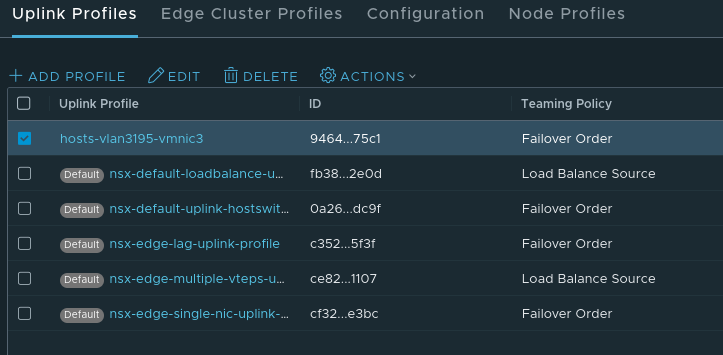 Uplink Profiles Edge Cluster Profiles Configuration Node Profiles
ADD PROFILE EDIT DELETE ACTIONS
Uplink Profile ID Teaming Policy
hosts-vlan3195-vmnic3 9464...75c1 Failover Order
Default nsx-default-loadbalance-u... fb38...2e0d Load Balance Source
Default nsx-default-uplink-hostswit... 0a26...dc9f Failover Order
Default nsx-edge-lag-uplink-profile c352...5f3f Failover Order
Default nsx-edge-multiple-vteps-u... ce82...1107 Load Balance Source
Default nsx-edge-single-nic-uplink-... cf32...e3bc Failover Order